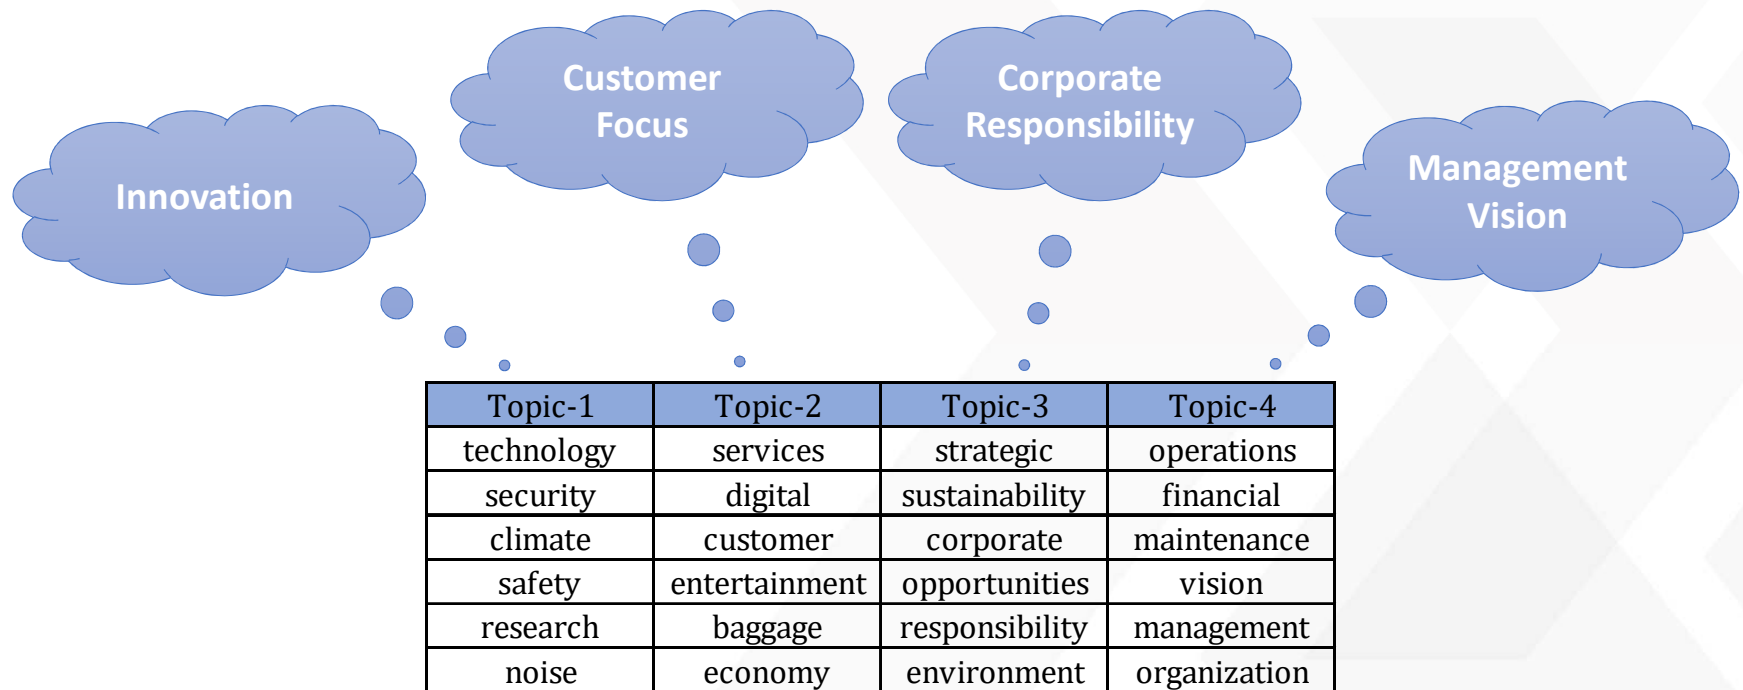 Innovation
Customer
Focus
Corporate
Responsibility
Management
Vision
Topic-1 Topic-2 Topic-3 Topic-4
technology services strategic operations
security digital sustainability financial
climate customer corporate maintenance
safety entertainment opportunities vision
research baggage responsibility management
noise economy environment organization